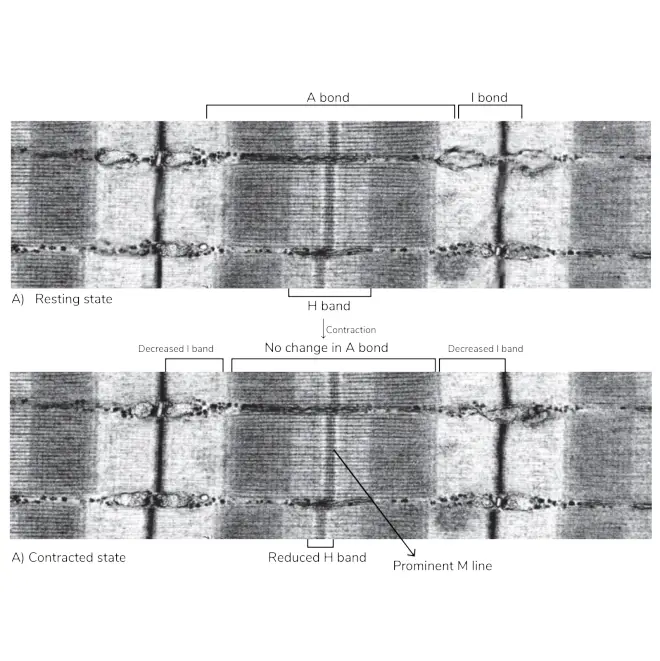 A bond
I bond
A) Resting state
H band
Contraction
Decreased I band
No change in A bond
Decreased I band
A) Contracted state
Reduced H band
Prominent M line